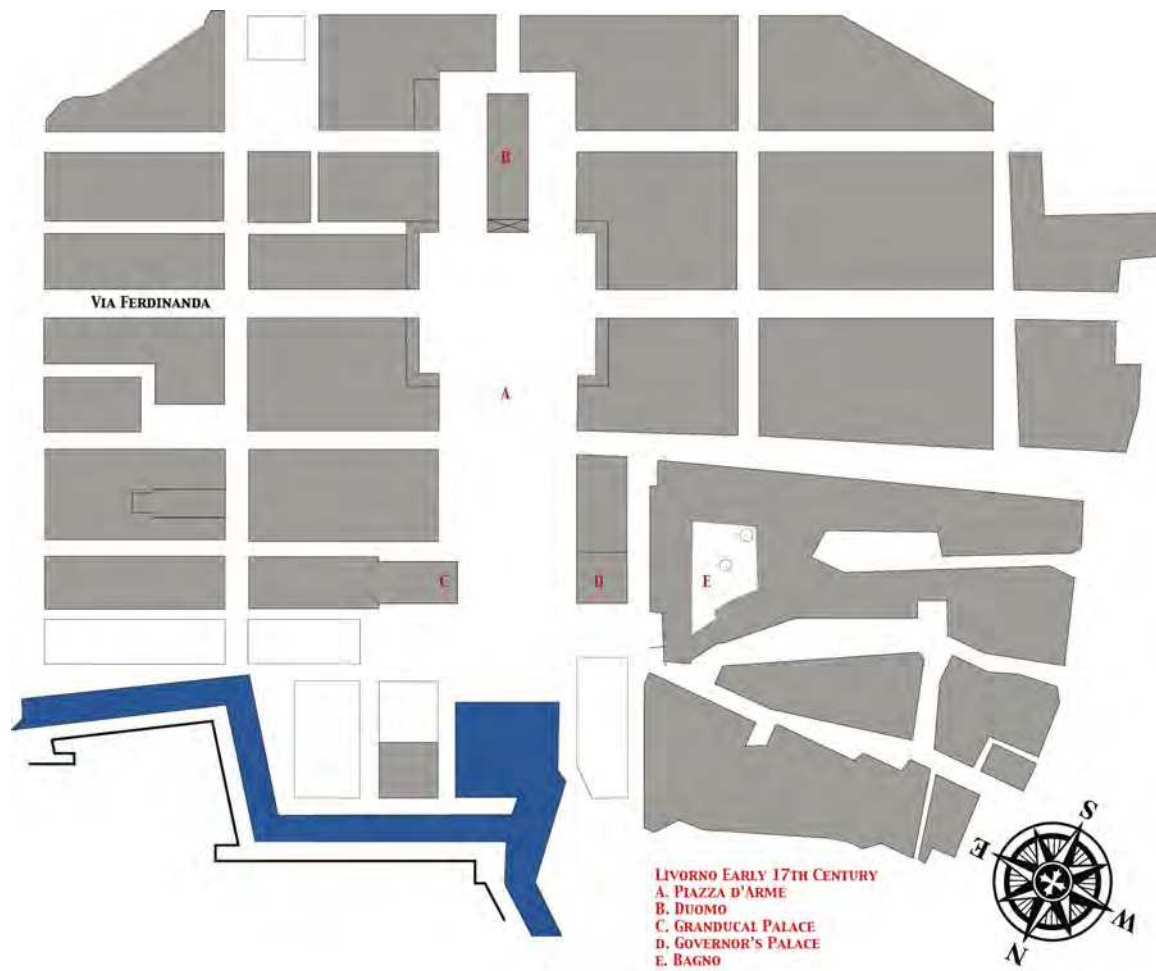 B
Via Ferdinanda
A
C
D
E
Livorno Early 17th Century
A. Piazza d'Arme
B. Duomo
C. Granducal Palace
D. Governor's Palace
E. Bagno
S
E
W
N